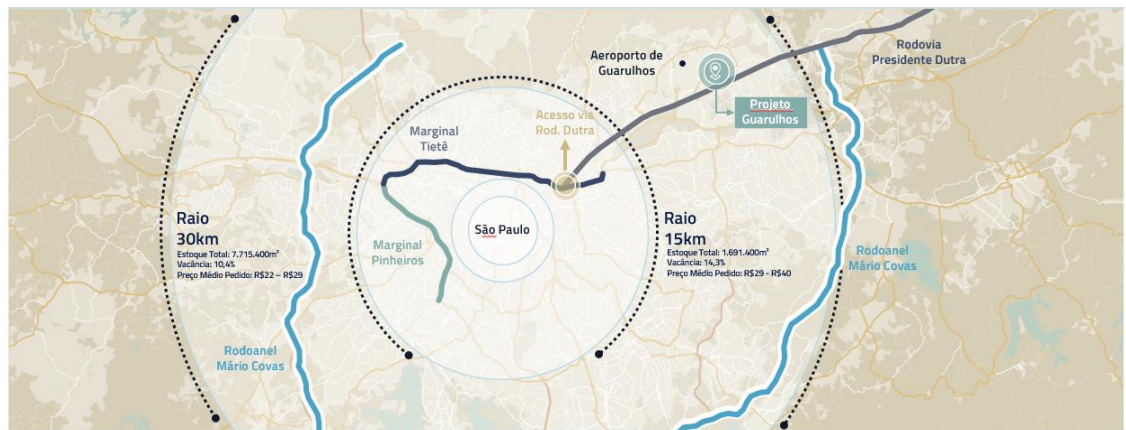 Aeroporto de
Guarulhos
Rodovia
Presidente Dutra
Projeto
Guarulhos
Acesso via
Rod. Dutra
Marginal
Tietê
São Paulo
Raio
30km
Estoque Total: 7.715.400m²
Vacância: 10,4%
Preço Médio Pedido: R$22 – R$29
Marginal
Pinheiros
Raio
15km
Estoque Total: 1.691.400m²
Vacância: 14,3%
Preço Médio Pedido: R$29 - R$40
Rodoanel
Mário Covas
Rodoanel
Mário Covas